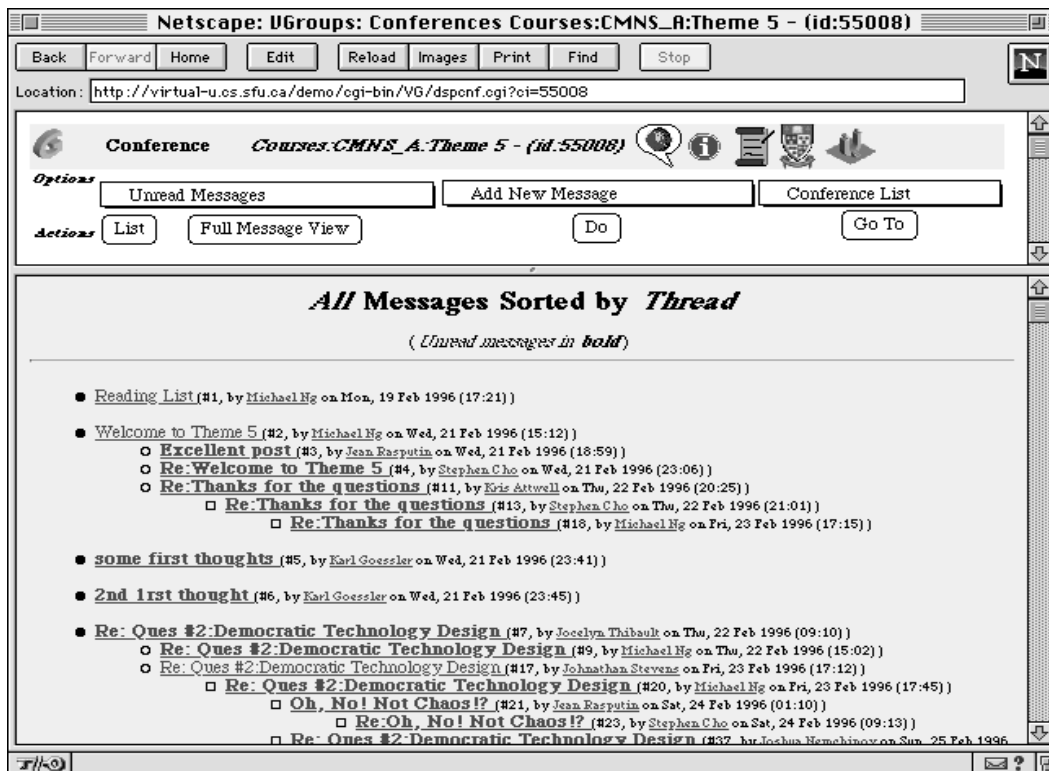 Netscape: VGroups: Conferences Courses:CMNS_A:Theme 5 - (id:55008)
Back Forward Home Edit Reload Images Print Find Stop
N
Location: http://virtual-u.cs.sfu.ca/demo/cgi-bin/VG/dspcnf.cgi?ci=55008
Conference Courses:CMNS_A:Theme 5 - (id:55008)
Options Unread Messages Add New Message Conference List
Actions List Full Message View Do Go To
All Messages Sorted by Thread
( Unread messages in bold)
Reading List (#1, by Michael Ng on Mon, 19 Feb 1996 (17:21) )
Welcome to Theme 5 (#2, by Michael Ng on Wed, 21 Feb 1996 (15:12) )
Excellent post (#3, by Jean Rasputin on Wed, 21 Feb 1996 (18:59) )
Re:Welcome to Theme 5 (#4, by Stephen Cho on Wed, 21 Feb 1996 (23:06) )
Re:Thanks for the questions (#11, by Kris Attwell on Thu, 22 Feb 1996 (20:25) )
Re:Thanks for the questions (#13, by Stephen Cho on Thu, 22 Feb 1996 (21:01) )
Re:Thanks for the questions (#18, by Michael Ng on Fri, 23 Feb 1996 (17:15) )
some first thoughts (#5, by Karl Goessler on Wed, 21 Feb 1996 (23:41) )
2nd 1rst thought (#6, by Karl Goessler on Wed, 21 Feb 1996 (23:45) )
Re: Ques #2:Democratic Technology Design (#7, by Jocelyn Thibault on Thu, 22 Feb 1996 (09:10) )
Re: Ques #2:Democratic Technology Design (#9, by Michael Ng on Thu, 22 Feb 1996 (15:02) )
Re: Ques #2:Democratic Technology Design (#17, by Johnathan Stevens on Fri, 23 Feb 1996 (17:12) )
Re: Ques #2:Democratic Technology Design (#20, by Michael Ng on Fri, 23 Feb 1996 (17:45) )
Oh, No! Not Chaos!? (#21, by Jean Rasputin on Sat, 24 Feb 1996 (01:10) )
Re:Oh, No! Not Chaos!? (#23, by Stephen Cho on Sat, 24 Feb 1996 (09:13) )
Re: Ques #2:Democratic Technology Design (#37, by Joshua Nemchinov on Sun, 25 Feb 1996
?